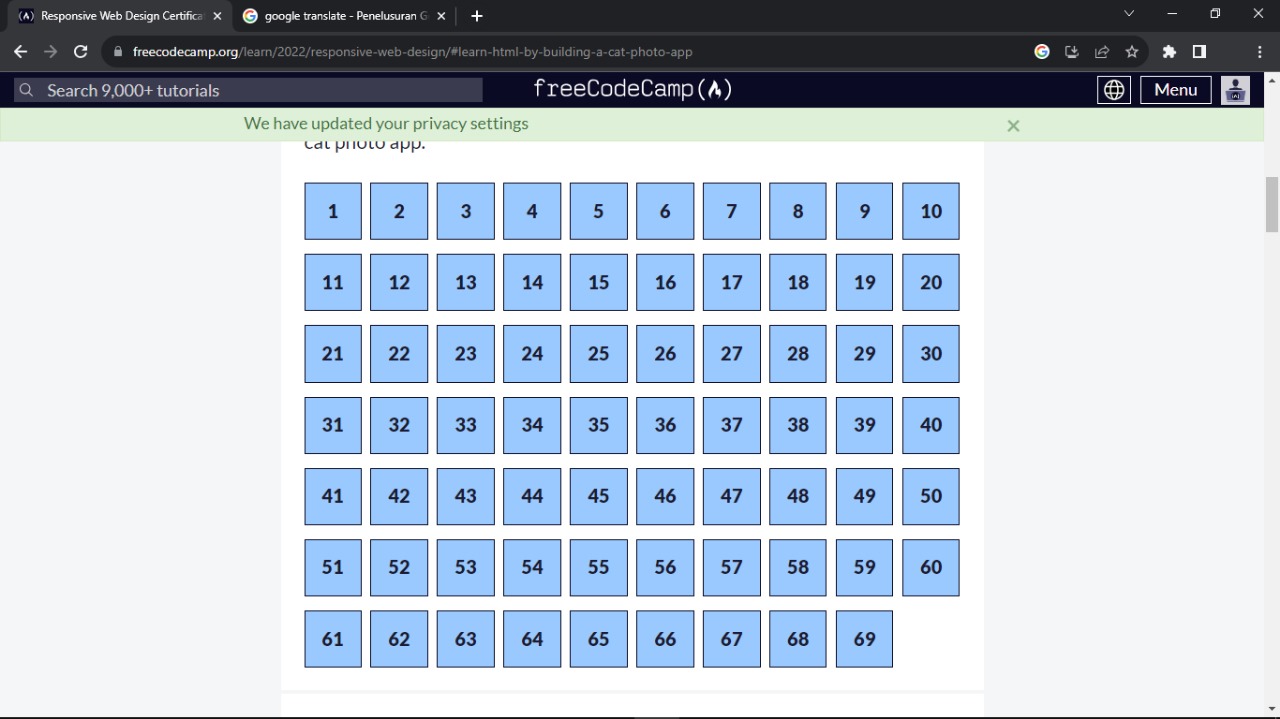 Responsive Web Design Certifica
google translate - Penelusuran G
freecodecamp.org/learn/2022/responsive-web-design/#learn-html-by-building-a-cat-photo-app
Search 9,000+ tutorials
freeCodeCamp
Menu
We have updated your privacy settings
cat photo app.
1 2 3 4 5 6 7 8 9 10
11 12 13 14 15 16 17 18 19 20
21 22 23 24 25 26 27 28 29 30
31 32 33 34 35 36 37 38 39 40
41 42 43 44 45 46 47 48 49 50
51 52 53 54 55 56 57 58 59 60
61 62 63 64 65 66 67 68 69